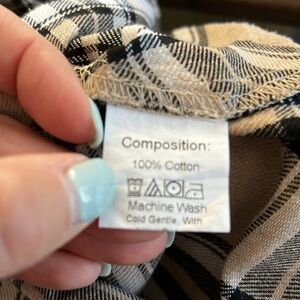 Composition:
100% Cotton
Machine Wash
Cold Gentle, With